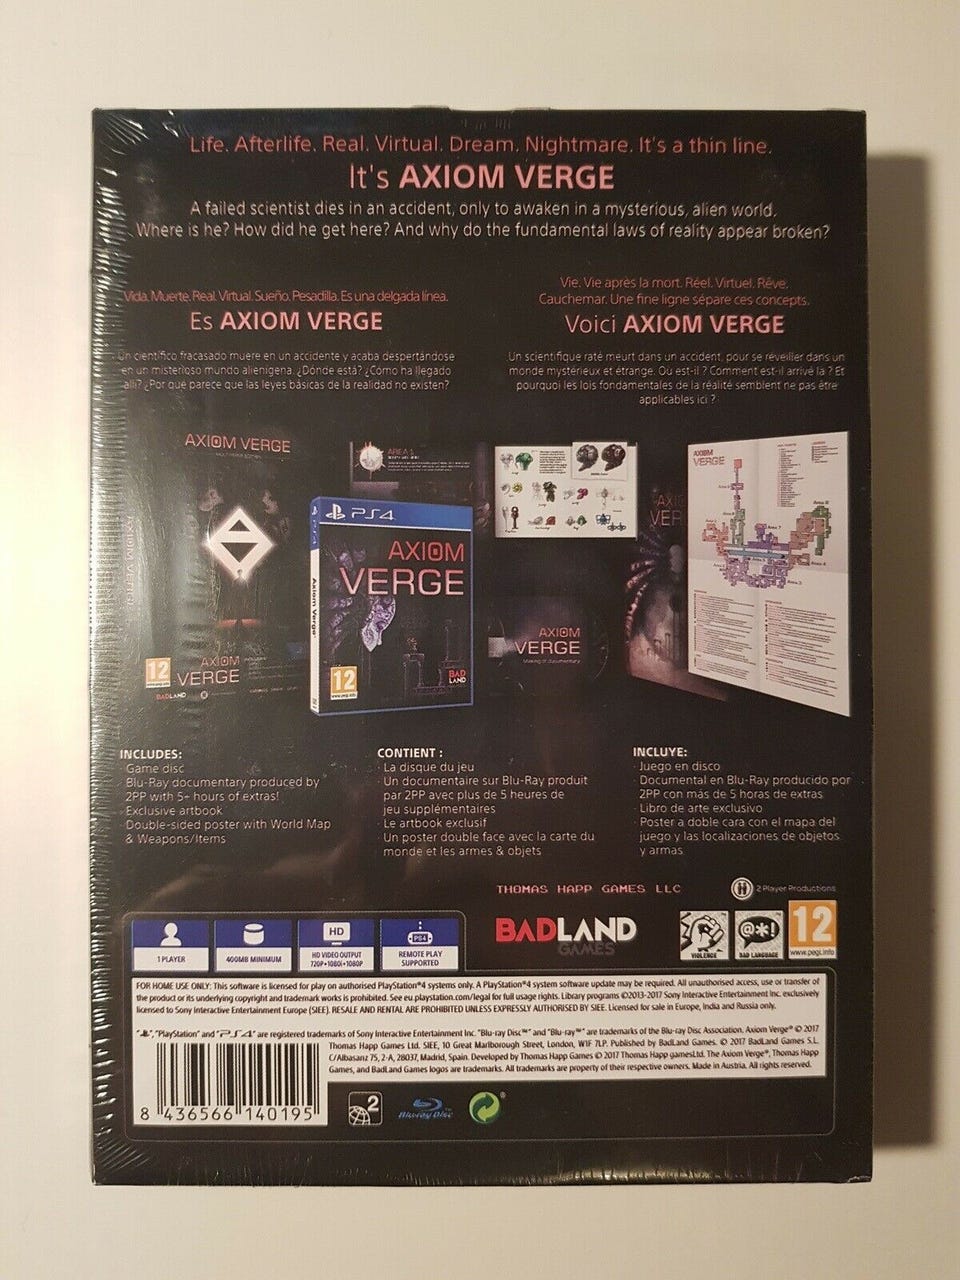 Life. Afterlife. Real. Virtual. Dream. Nightmare. It's a thin line.
It's AXIOM VERGE
A failed scientist dies in an accident, only to awaken in a mysterious, alien world.
Where is he? How did he get here? And why do the fundamental laws of reality appear broken?
Vida. Muerte. Real. Virtual. Sueño. Pesadilla. Es una delgada línea.
Es AXIOM VERGE
Un científico fracasado muere en un accidente y acaba despertándose
en un misterioso mundo alienígena. ¿Dónde está? ¿Cómo ha llegado
allí? ¿Por qué parece que las leyes básicas de la realidad no existen?
Vie. Vie après la mort. Réel. Virtuel. Rêve.
Cauchemar. Une fine ligne sépare ces concepts.
Voici AXIOM VERGE
Un scientifique raté meurt dans un accident, pour se réveiller dans un
monde mystérieux et étrange. Où est-il ? Comment est-il arrivé là ? Et
pourquoi les lois fondamentales de la réalité semblent ne pas être
applicables ici ?
AXIOM VERGE
AXIOM VERGE
12
AXIOM
VERGE
BADLAND
AREA 1
PS4
Axiom Verge
AXIOM
VERGE
12
www.pegi.info
BAD
LAND
AXIOM
VERGE
Making of documentary
AXIOM
VERGE
INCLUDES:
· Game disc
· Blu-Ray documentary produced by
2PP with 5+ hours of extras!
· Exclusive artbook
· Double-sided poster with World Map
& Weapons/Items
CONTIENT :
· La disque du jeu
· Un documentaire sur Blu-Ray produit
par 2PP avec plus de 5 heures de
jeu supplémentaires
· Le artbook exclusif
· Un poster double face avec la carte du
monde et les armes & objets
INCLUYE:
· Juego en disco
· Documental en Blu-Ray producido por
2PP con más de 5 horas de extras
· Libro de arte exclusivo
· Poster a doble cara con el mapa del
juego y las localizaciones de objetos
y armas
THOMAS HAPP GAMES LLC
2 Player Productions
1 PLAYER
400MB MINIMUM
HD
HD VIDEO OUTPUT
720p•1080i•1080p
PS4
REMOTE PLAY
SUPPORTED
BADLAND
GAMES
VIOLENCE
@*!
BAD LANGUAGE
12
www.pegi.info
FOR HOME USE ONLY: This software is licensed for play on authorised PlayStation®4 systems only. A PlayStation®4 system software update may be required. All unauthorised access, use or transfer of
the product or its underlying copyright and trademark works is prohibited. See eu.playstation.com/legal for full usage rights. Library programs ©2013-2017 Sony Interactive Entertainment Inc. exclusively
licensed to Sony Interactive Entertainment Europe (SIEE). RESALE AND RENTAL ARE PROHIBITED UNLESS EXPRESSLY AUTHORISED BY SIEE. Licensed for sale in Europe, India and Russia only.
"PlayStation" and "PS4" are registered trademarks of Sony Interactive Entertainment Inc. "Blu-ray Disc™" and "Blu-ray™" are trademarks of the Blu-ray Disc Association. Axiom Verge® © 2017
Thomas Happ Games Ltd. SIEE, 10 Great Marlborough Street, London, W1F 7LP. Published by BadLand Games. © 2017 BadLand Games S.L.
C/Albasanz 75, 2-A, 28037, Madrid, Spain. Developed by Thomas Happ Games © 2017 Thomas Happ gamesLtd. The Axiom Verge®, Thomas Happ
Games, and BadLand Games logos are trademarks. All trademarks are property of their respective owners. Made in Austria. All rights reserved.
8 436566 140195
2
Blu-ray Disc